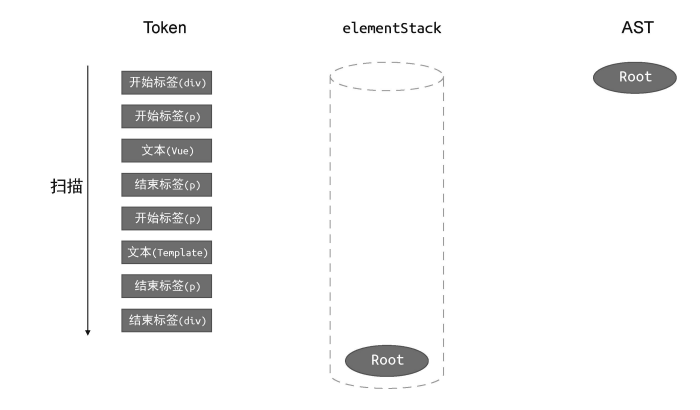 Token
elementStack
AST
扫描
开始标签(div)
开始标签(p)
文本(Vue)
结束标签(p)
开始标签(p)
文本(Template)
结束标签(p)
结束标签(div)
Root
Root